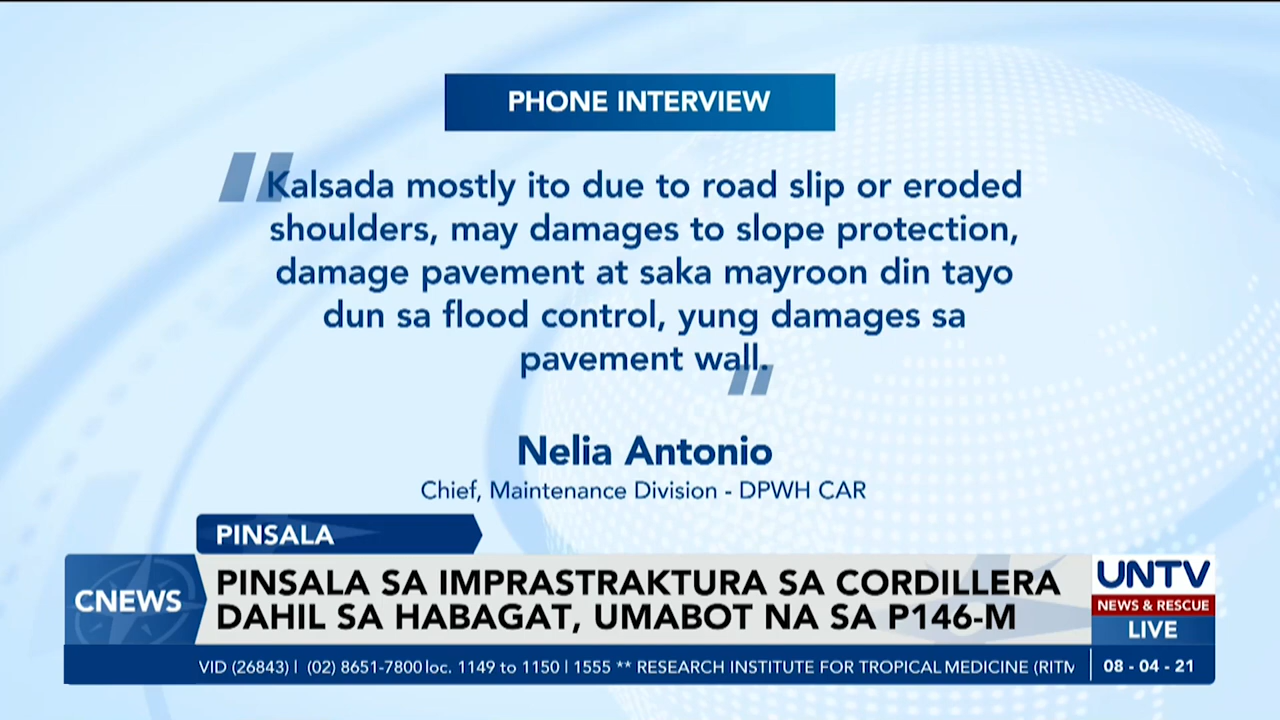 PHONE INTERVIEW
"Kalsada mostly ito due to road slip or eroded
shoulders, may damages to slope protection,
damage pavement at saka mayroon din tayo
dun sa flood control, yung damages sa
pavement wall."
Nelia Antonio
Chief, Maintenance Division - DPWH CAR
PINSALA
CNEWS
PINSALA SA IMPRASTRAKTURA SA CORDILLERA
DAHIL SA HABAGAT, UMABOT NA SA P146-M
UNTV
NEWS & RESCUE
LIVE
VID (26843) | (02) 8651-7800 loc. 1149 to 1150 | 1555 ** RESEARCH INSTITUTE FOR TROPICAL MEDICINE (RITM
08 - 04 - 21